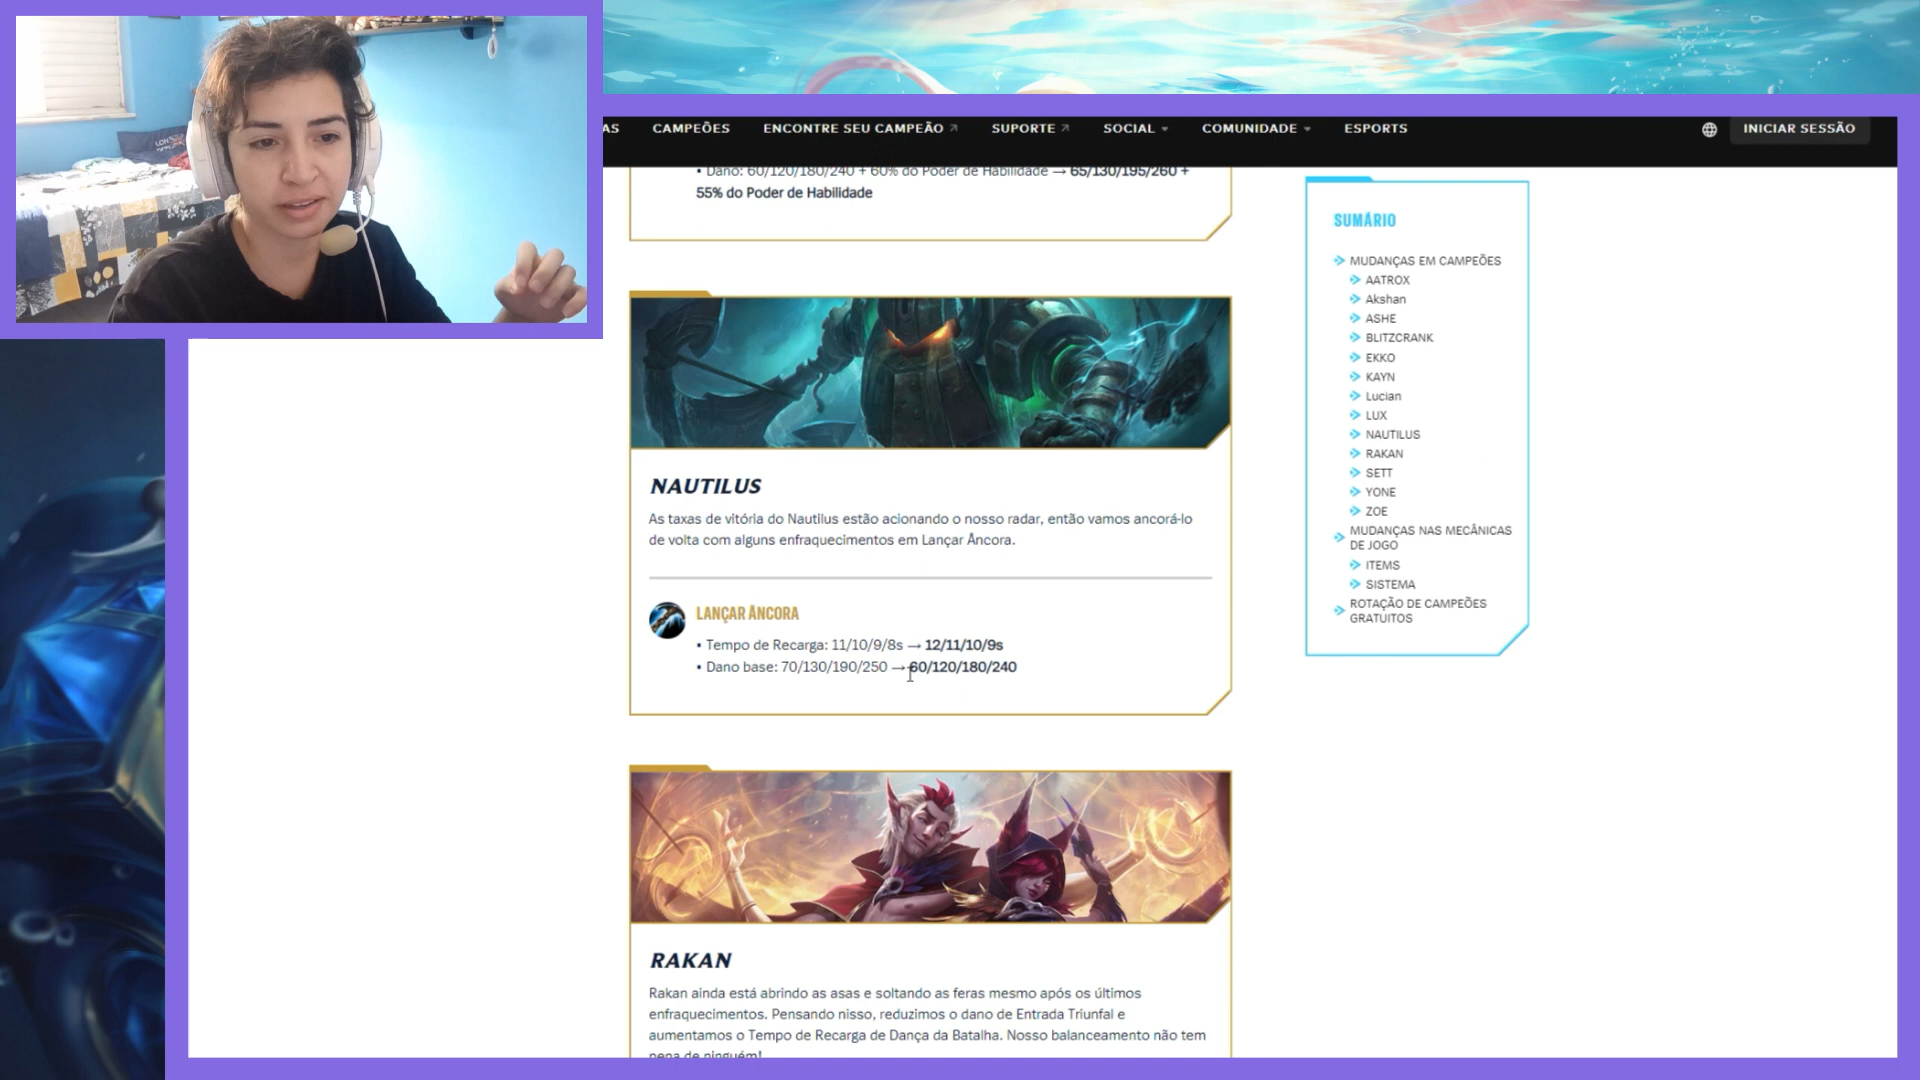 AS CAMPEÕES ENCONTRE SEU CAMPEÃO SUPORTE SOCIAL COMUNIDADE ESPORTS INICIAR SESSÃO
• Dano: 60/120/180/240 + 60% do Poder de Habilidade → 65/130/195/260 +
55% do Poder de Habilidade
NAUTILUS
As taxas de vitória do Nautilus estão acionando o nosso radar, então vamos ancorá-lo
de volta com alguns enfraquecimentos em Lançar Âncora.
LANÇAR ÂNCORA
• Tempo de Recarga: 11/10/9/8s → 12/11/10/9s
• Dano base: 70/130/190/250 → 60/120/180/240
RAKAN
Rakan ainda está abrindo as asas e soltando as feras mesmo após os últimos
enfraquecimentos. Pensando nisso, reduzimos o dano de Entrada Triunfal e
aumentamos o Tempo de Recarga de Dança da Batalha. Nosso balanceamento não tem
pena de ninguém!
SUMÁRIO
MUDANÇAS EM CAMPEÕES
AATROX
Akshan
ASHE
BLITZCRANK
EKKO
KAYN
Lucian
LUX
NAUTILUS
RAKAN
SETT
YONE
ZOE
MUDANÇAS NAS MECÂNICAS
DE JOGO
ITEMS
SISTEMA
ROTAÇÃO DE CAMPEÕES
GRATUITOS